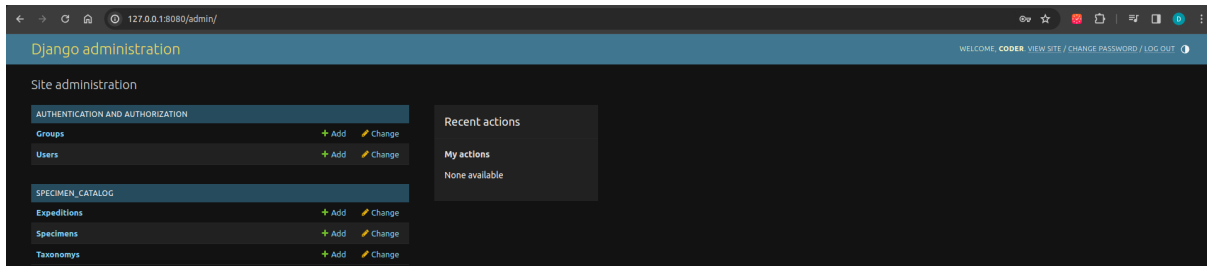 127.0.0.1:8080/admin/
D
Django administration
WELCOME, CODER. VIEW SITE / CHANGE PASSWORD / LOG OUT
Site administration
AUTHENTICATION AND AUTHORIZATION
Groups + Add Change
Users + Add Change
SPECIMEN_CATALOG
Expeditions + Add Change
Specimens + Add Change
Taxonomys + Add Change
Recent actions
My actions
None available